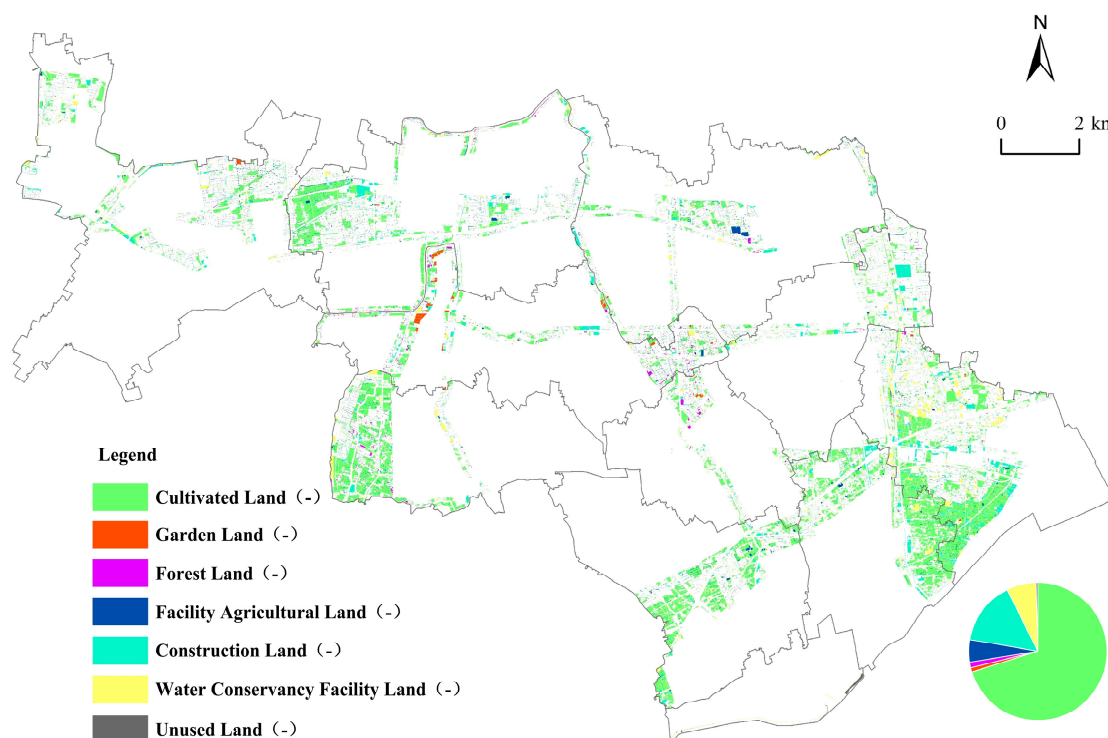 N
0 2 km
Legend
Cultivated Land（-）
Garden Land（-）
Forest Land（-）
Facility Agricultural Land（-）
Construction Land（-）
Water Conservancy Facility Land（-）
Unused Land（-）